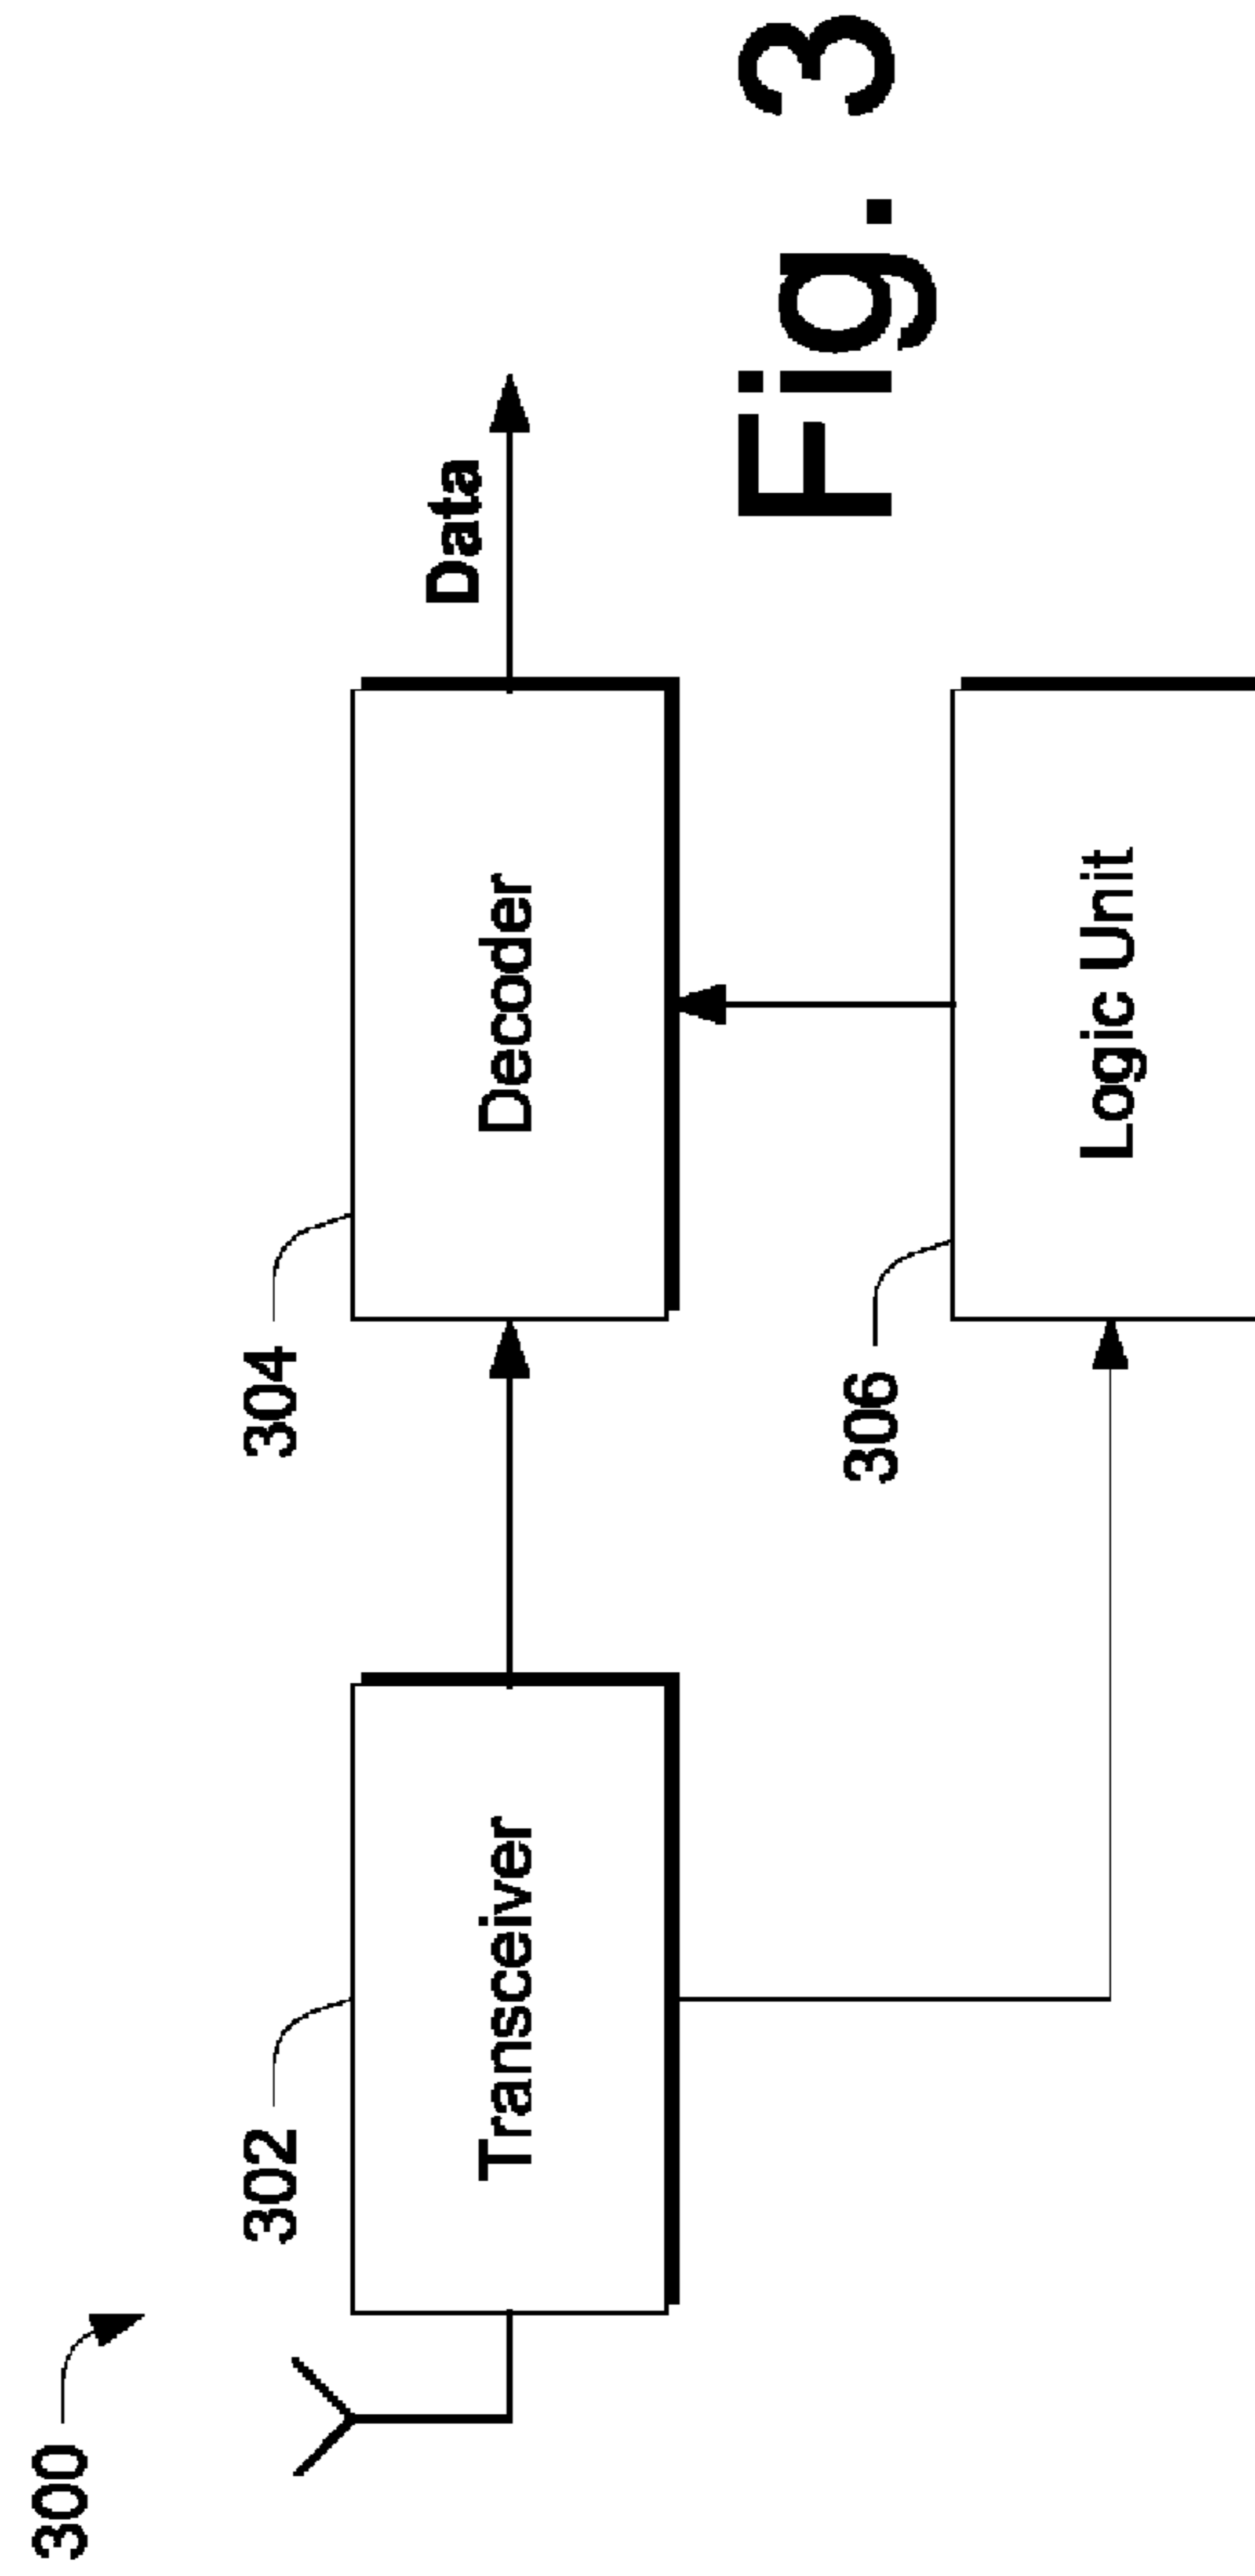 300
302
304
Transceiver
Decoder
Data
306
Logic Unit
Fig. 3